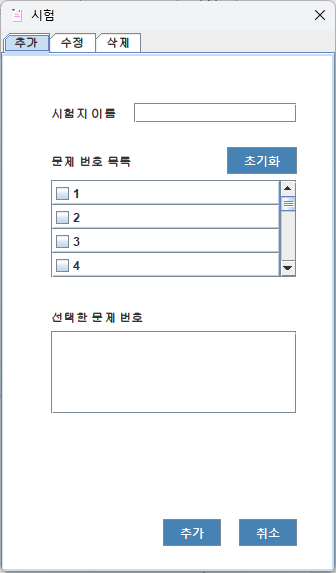 시험
추가 수정 삭제
시험지 이름
문제 번호 목록 초기화
1
2
3
4
선택한 문제 번호
추가 취소